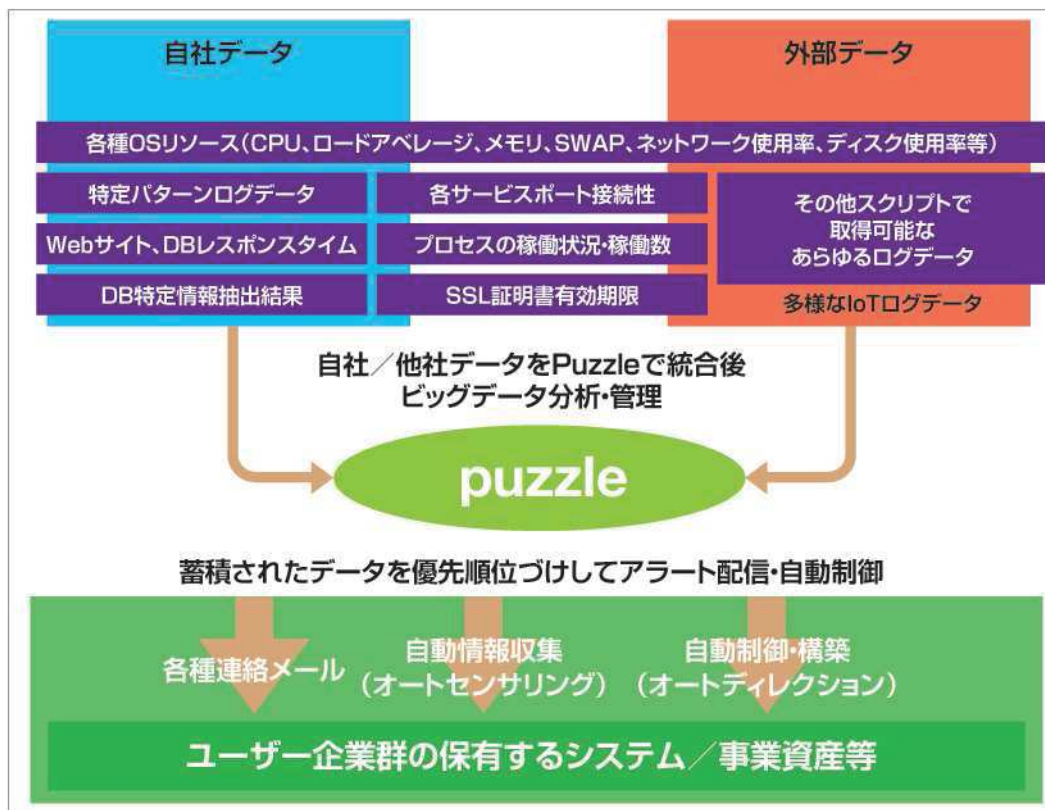 自社データ
外部データ
各種OSリソース(CPU、ロードアベレージ、メモリ、SWAP、ネットワーク使用率、ディスク使用率等)
特定パターンログデータ
各サービスポート接続性
その他スクリプトで
取得可能な
あらゆるログデータ
Webサイト、DBレスポンスタイム
プロセスの稼働状況・稼働数
DB特定情報抽出結果
SSL証明書有効期限
多様なIoTログデータ
自社／他社データをPuzzleで統合後
ビッグデータ分析・管理
puzzle
蓄積されたデータを優先順位づけしてアラート配信・自動制御
各種連絡メール
自動情報収集
(オートセンサリング)
自動制御・構築
(オートディレクション)
ユーザー企業群の保有するシステム／事業資産等